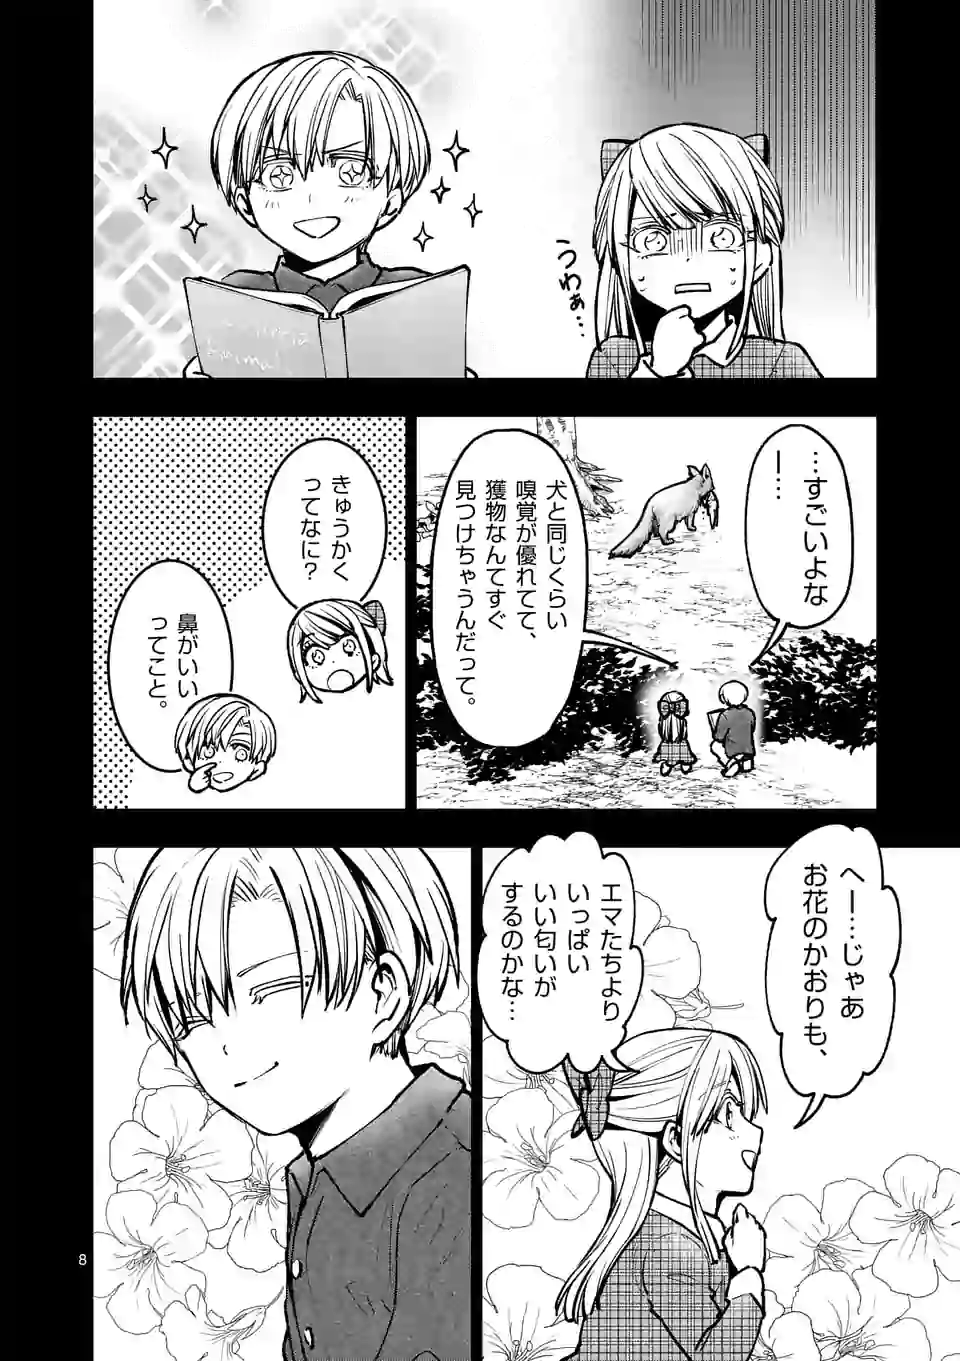 うわぁ…
…すごいよな
ー…
犬と同じくらい
嗅覚が優れてて、
獲物なんてすぐ
見つけちゃうんだって。
きゅうかく
ってなに？
鼻がいい
ってこと。
へー…じゃあ
お花のかおりも、
エマたちより
いっぱい
いい匂いが
するのかな…
8